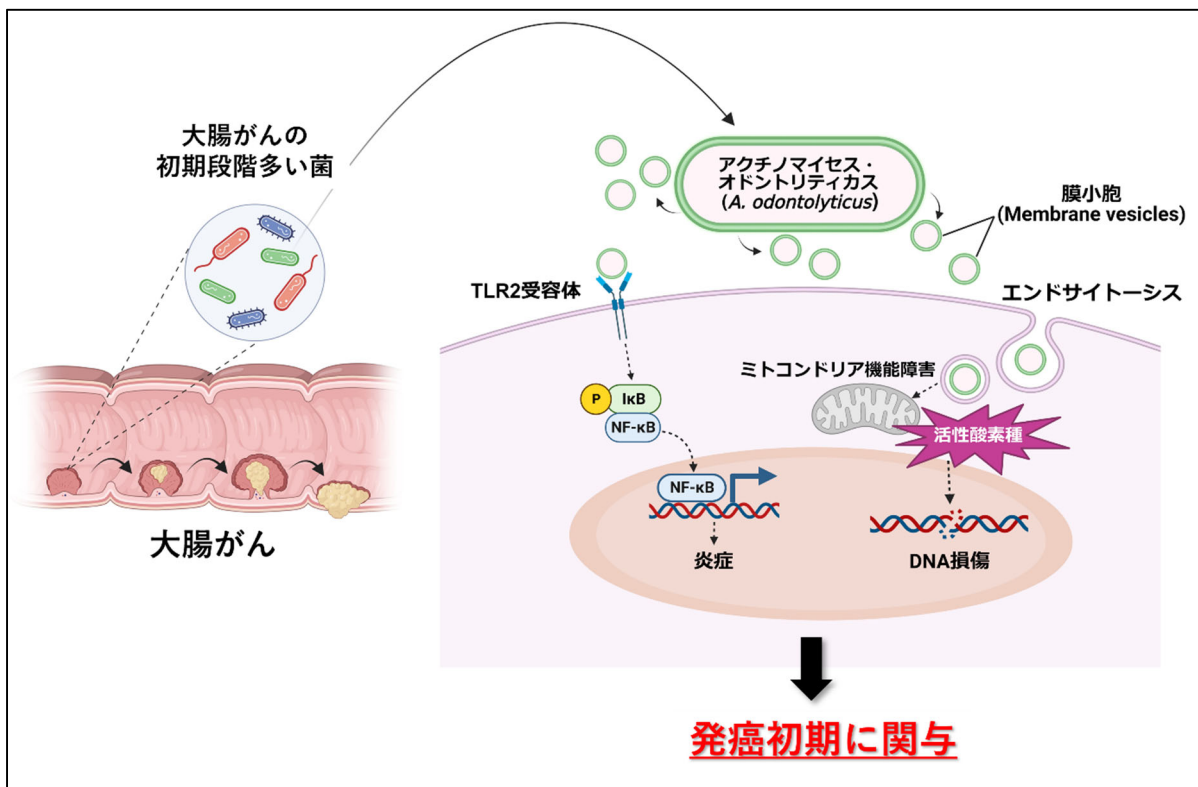 大腸がんの
初期段階多い菌
大腸がん
アクチノマイセス・
オドントリティカス
(A. odontolyticus)
膜小胞
(Membrane vesicles)
TLR2受容体
エンドサイトーシス
ミトコンドリア機能障害
P
IκB
NF-κB
活性酸素種
NF-κB
炎症
DNA損傷
発癌初期に関与